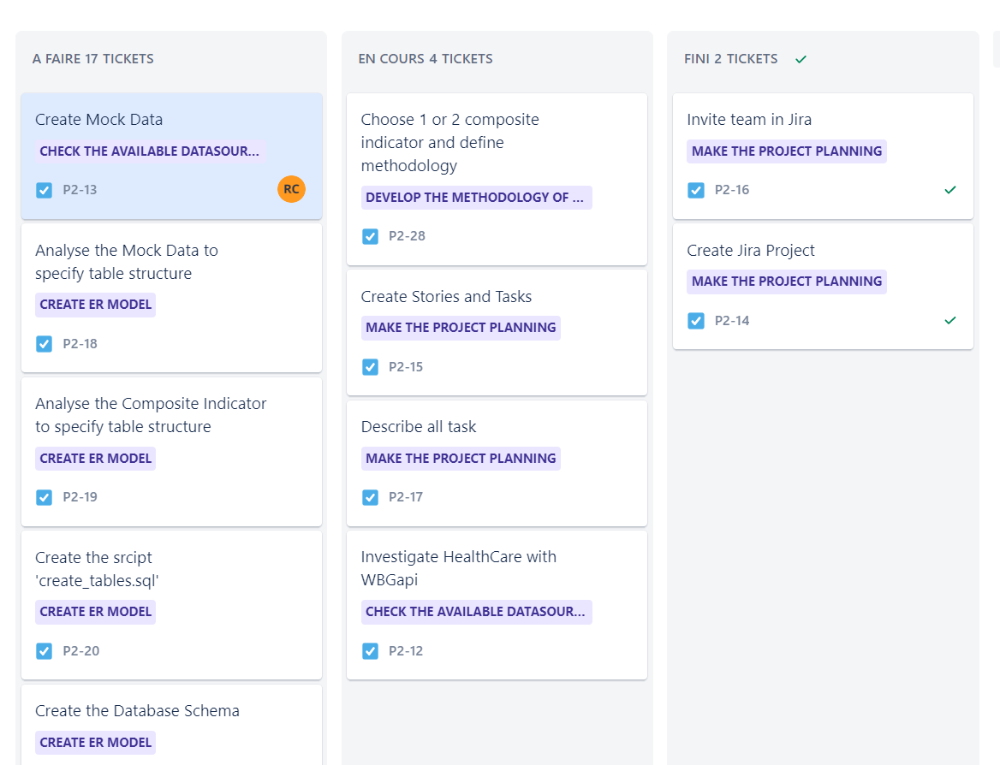 A FAIRE 17 TICKETS
Create Mock Data
CHECK THE AVAILABLE DATASOUR...
P2-13
RC
Analyse the Mock Data to
specify table structure
CREATE ER MODEL
P2-18
Analyse the Composite Indicator
to specify table structure
CREATE ER MODEL
P2-19
Create the srcipt
'create_tables.sql'
CREATE ER MODEL
P2-20
Create the Database Schema
CREATE ER MODEL
EN COURS 4 TICKETS
Choose 1 or 2 composite
indicator and define
methodology
DEVELOP THE METHODOLOGY OF ...
P2-28
Create Stories and Tasks
MAKE THE PROJECT PLANNING
P2-15
Describe all task
MAKE THE PROJECT PLANNING
P2-17
Investigate HealthCare with
WBGapi
CHECK THE AVAILABLE DATASOUR...
P2-12
FINI 2 TICKETS
Invite team in Jira
MAKE THE PROJECT PLANNING
P2-16
Create Jira Project
MAKE THE PROJECT PLANNING
P2-14